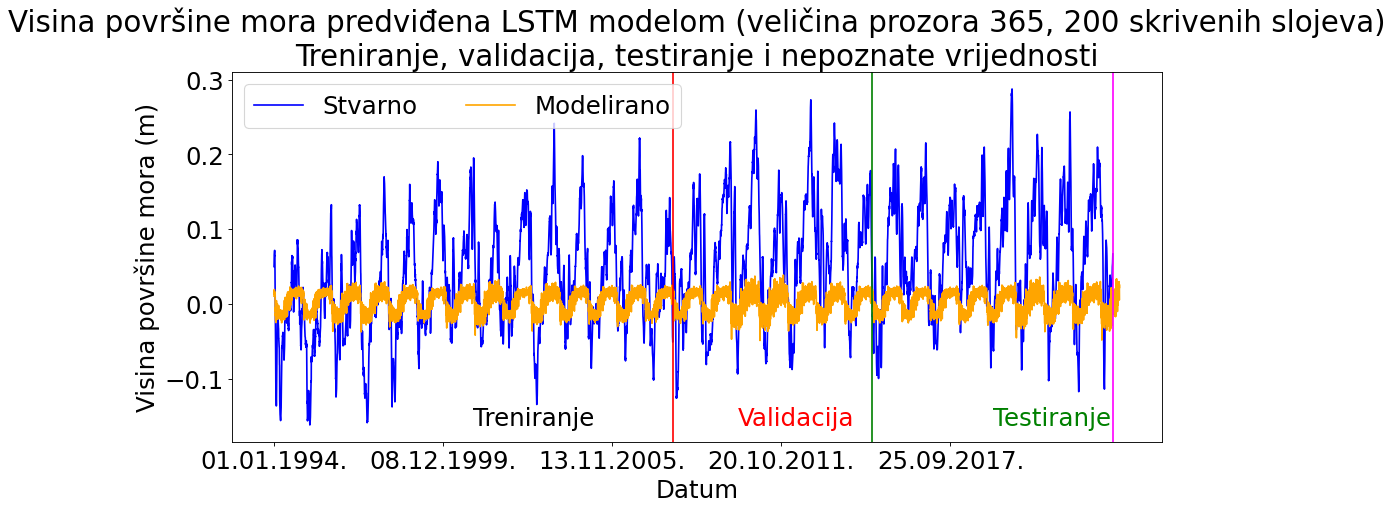 Visina površine mora predviđena LSTM modelom (veličina prozora 365, 200 skrivenih slojeva)
Treniranje, validacija, testiranje i nepoznate vrijednosti
Stvarno
Modelirano
Visina površine mora (m)
0.3
0.2
0.1
0.0
−0.1
Treniranje
Validacija
Testiranje
01.01.1994.
08.12.1999.
13.11.2005.
20.10.2011.
25.09.2017.
Datum